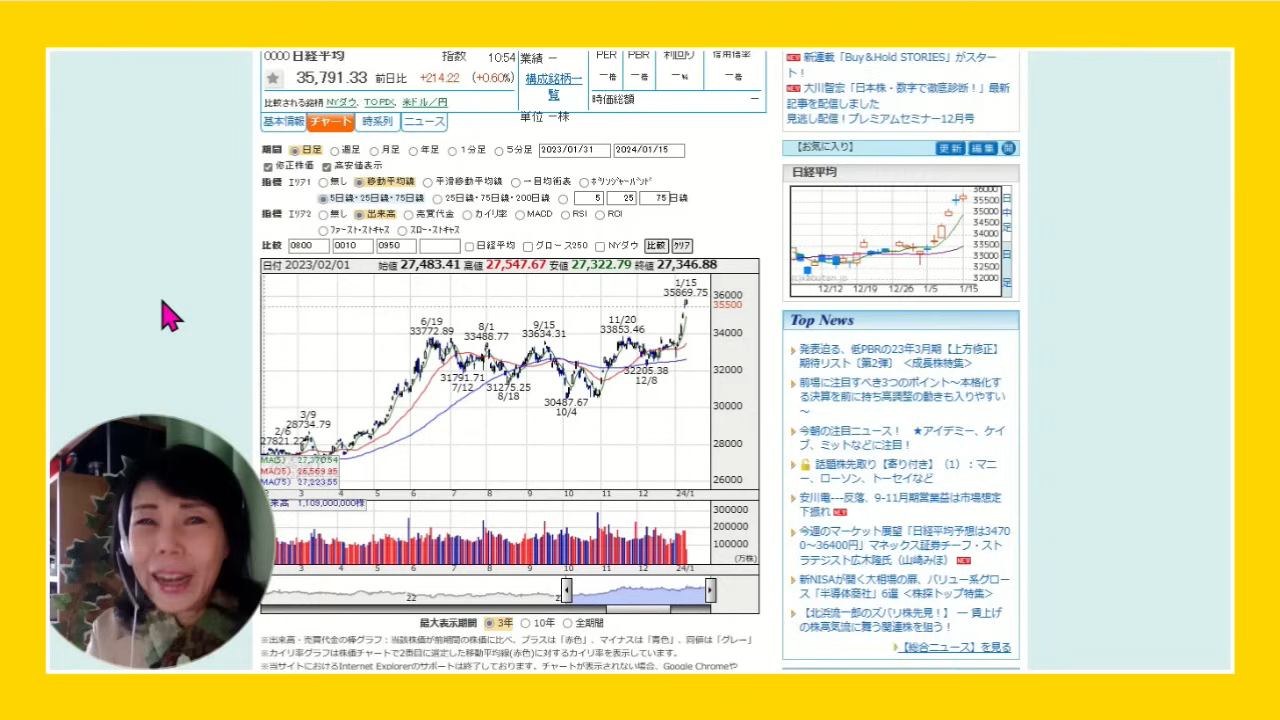 0000 日経平均
指数
10:54
35,791.33 前日比 +214.22 (+0.60%)
比較される銘柄 NYダウ、 TOPIX、 米ドル／円
業績 －
構成銘柄一
覧
PER PBR 利回り 信用倍率
－倍 －倍 －% －倍
時価総額 －
単位 －株
基本情報 チャート 時系列 ニュース
期間 日足 週足 月足 年足 1分足 5分足 2023/01/31 2024/01/15
修正株価 高安値表示
指標 エリア1 無し 移動平均線 平滑移動平均線 一目均衡表 ボリンジャーバンド
5日線・25日線・75日線 25日線・75日線・200日線 5 25 75 日線
指標 エリア2 無し 出来高 売買代金 カイリ率 MACD RSI RCI
ファースト・ストキャス スロー・ストキャス
比較 0800 0010 0950 日経平均 グロース250 NYダウ 比較 クリア
日付 2023/02/01 始値 27,483.41 高値 27,547.67 安値 27,322.79 終値 27,346.88
1/15
35869.75
36000
35500
6/19
33772.89
8/1
33488.77
9/15
33634.31
11/20
33853.46
34000
31791.71
7/12
31275.25
8/18
30487.67
10/4
32205.38
12/8
32000
30000
3/9
28734.79
2/6
27821.22
28000
MA(5) : 27,370.54
MA(25) : 26,569.85
MA(75) : 27,223.55
26000
2 3 4 5 6 7 8 9 10 11 12 24/1
来高 1,109,000,000株
300000
200000
100000
(万株)
3 4 5 6 7 8 9 10 11 12 24/1
22
2
最大表示期間 3年 10年 全期間
※出来高・売買代金の棒グラフ：当該株価が前期間の株価に比べ、プラスは「赤色」、マイナスは「青色」、同値は「グレー」
※カイリ率グラフは株価チャートで2番目に選定した移動平均線(赤色)に対するカイリ率を表示しています。
※当サイトにおけるInternet Explorerのサポートは終了しております。チャートが表示されない場合、Google Chromeや
NEW 新連載「Buy＆Hold STORIES」がスター
ト！
NEW 大川智宏「日本株・数字で徹底診断！」最新
記事を配信しました
見逃し配信！プレミアムセミナー12月号
【お気に入り】 更新 編集 開
日経平均
36000
35500
35000
34500
34000
33500
33000
32500
32000
12/12 12/19 12/26 1/5 1/15
日
中
足
日
足
Top News
発表迫る、低PBRの23年3月期【上方修正】
期待リスト〔第2弾〕 ＜成長株特集＞
前場に注目すべき3つのポイント～本格化す
る決算を前に持ち高調整の動きも入りやすい
～
今朝の注目ニュース！ ★アイデミー、ケイ
ブ、ミットなどに注目！
話題株先取り【寄り付き】（1）：マニ
ー、ローソン、トーセイなど
安川電---反落、9-11月期営業益は市場想定
下振れ NEW
今週のマーケット展望「日経平均予想は3470
0～36400円」マネックス証券チーフ・スト
ラテジスト広木隆氏（山崎みほ） NEW
新NISAが開く大相場の扉、バリュー系グロー
ス「半導体商社」6選 ＜株探トップ特集＞
【北浜流一郎のズバリ株先見！】 ― 賃上げ
の株高気流に舞う関連株を狙う！
【総合ニュース】を見る